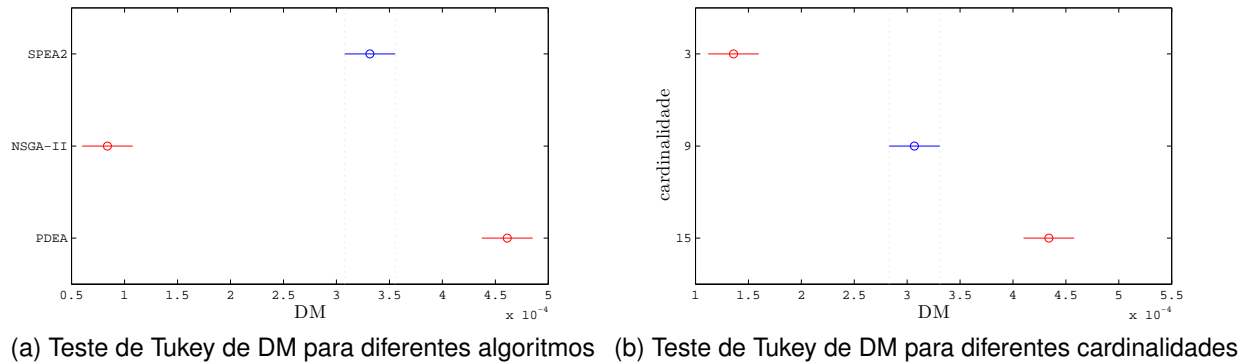 SPEA2
NSGA-II
PDEA
0.5 1 1.5 2 2.5 3 3.5 4 4.5 5
DM
x 10^-4
cardinalidade
3
9
15
1 1.5 2 2.5 3 3.5 4 4.5 5 5.5
DM
x 10^-4
(a) Teste de Tukey de DM para diferentes algoritmos
(b) Teste de Tukey de DM para diferentes cardinalidades